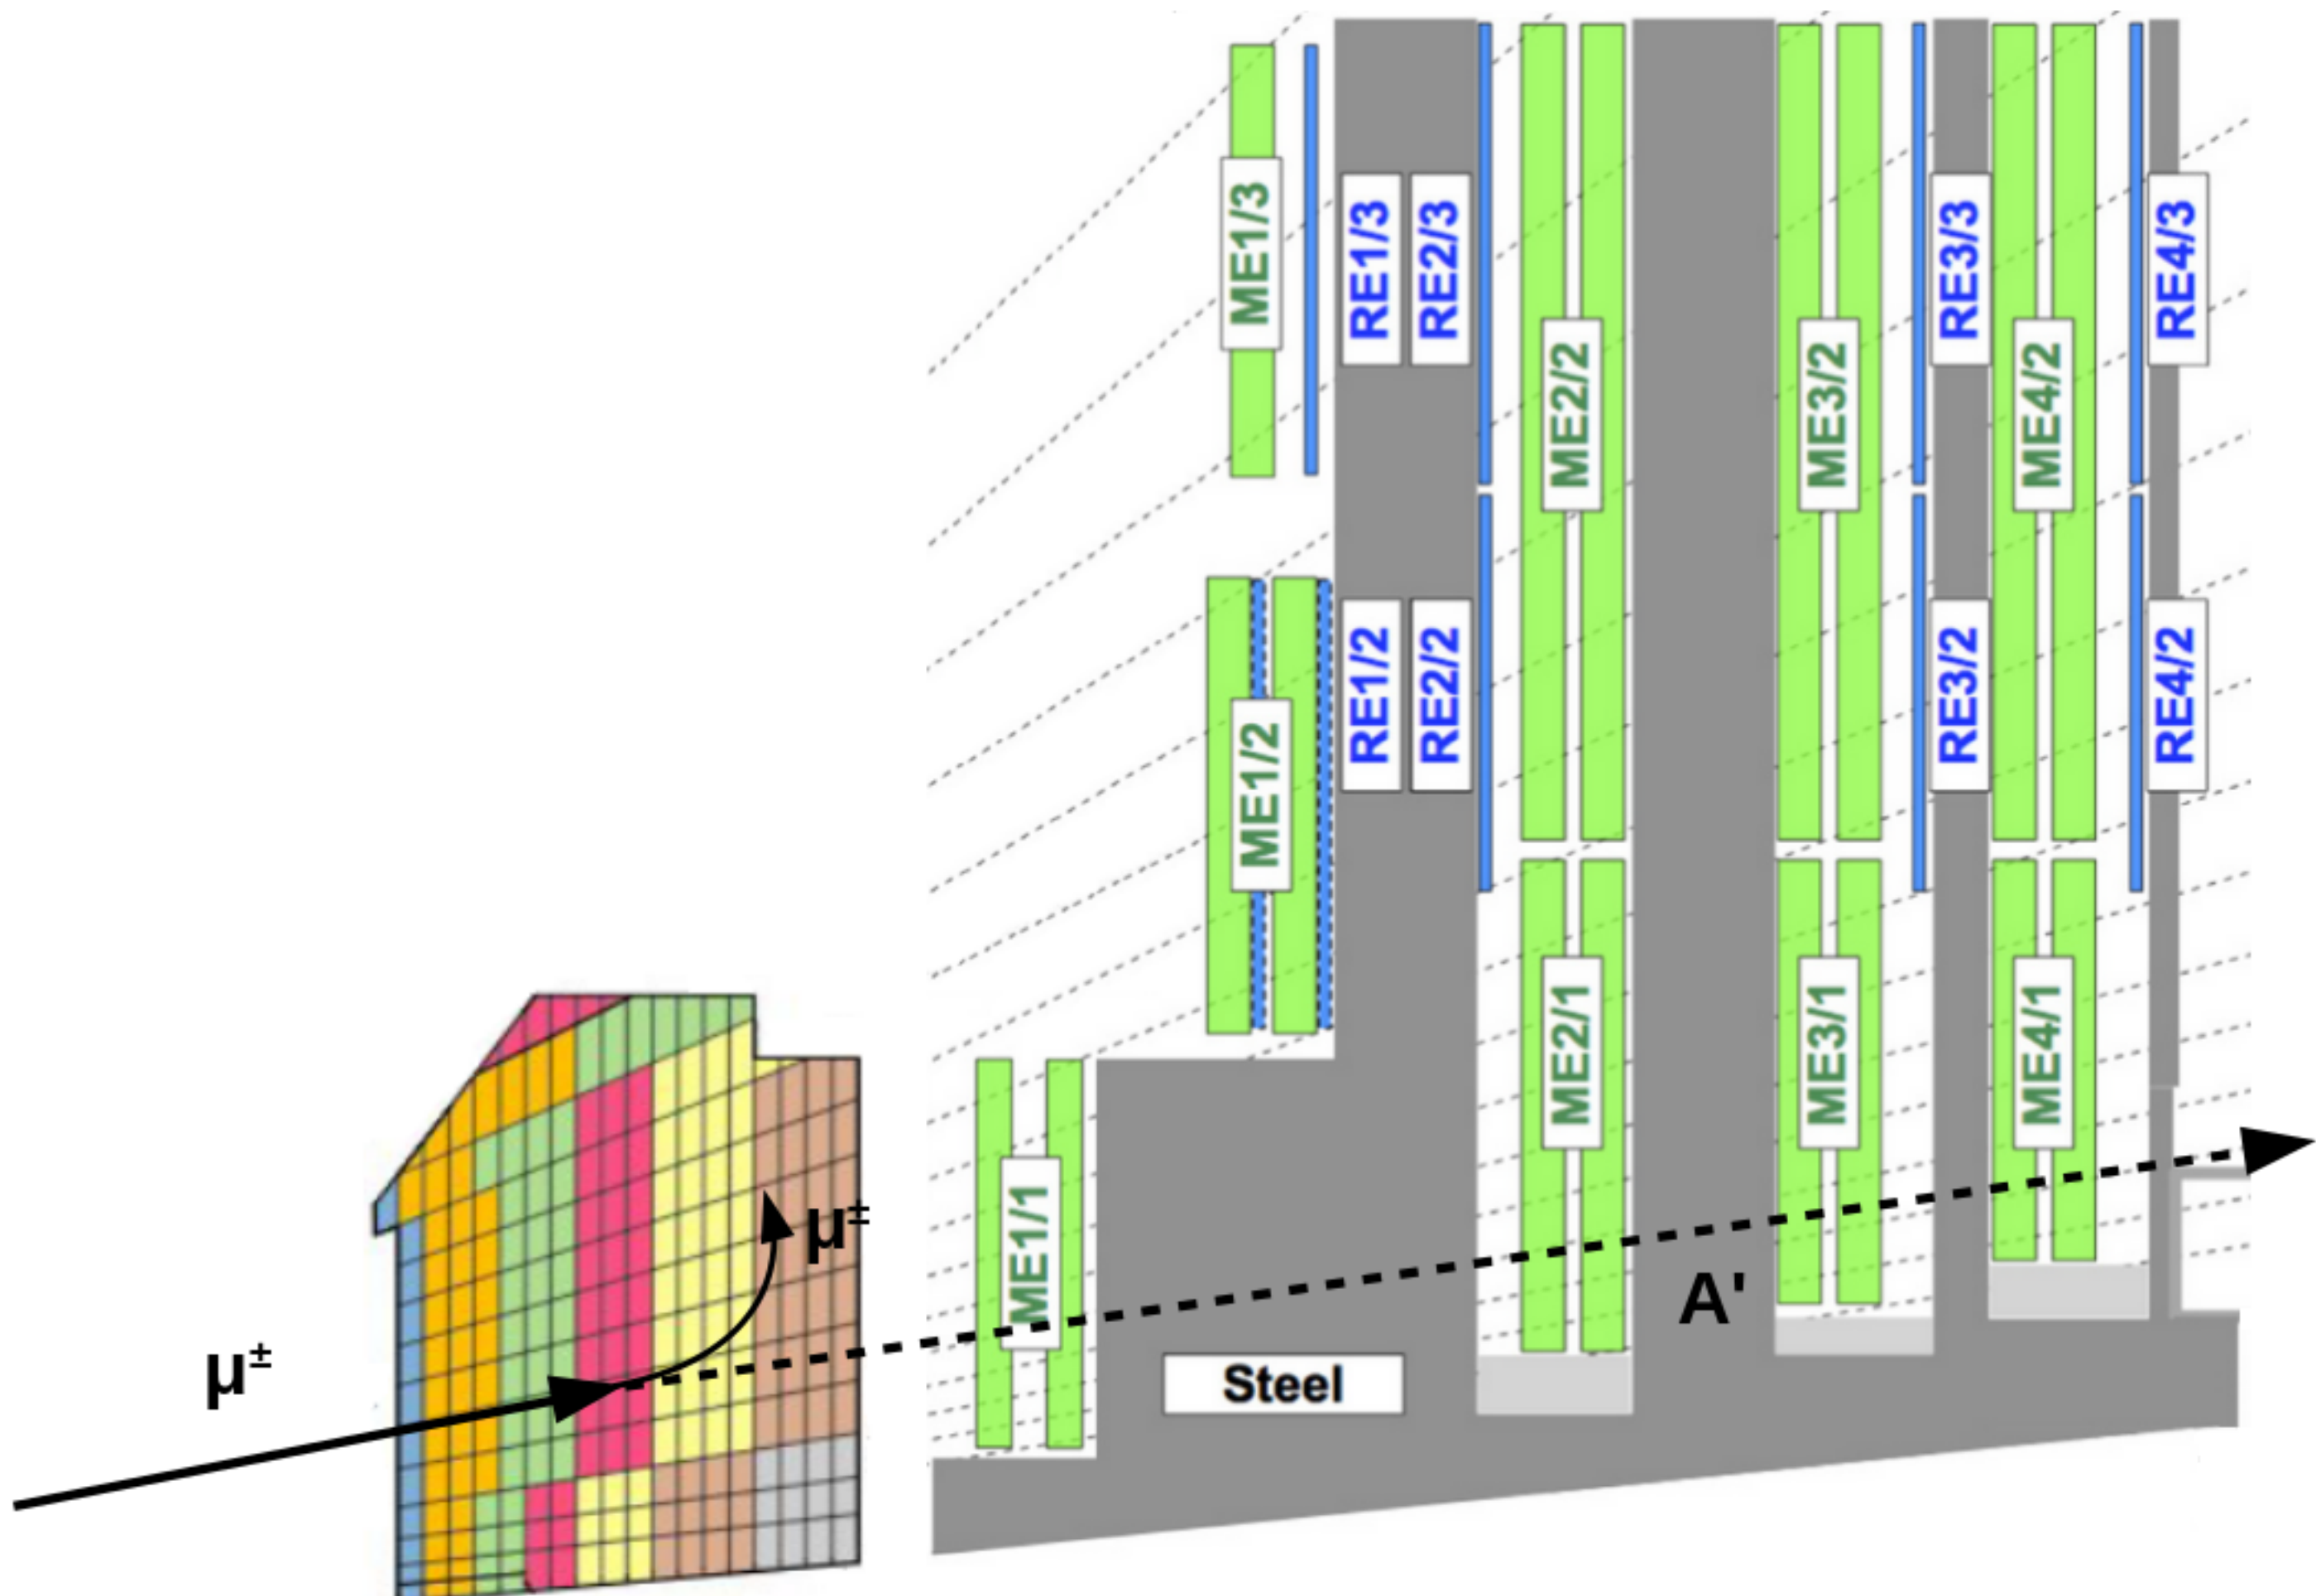 ME1/3
RE1/3
RE2/3
ME2/2
ME3/2
RE3/3
ME4/2
RE4/3
ME1/2
RE1/2
RE2/2
RE3/2
RE4/2
ME1/1
ME2/1
ME3/1
ME4/1
μ±
μ±
A'
Steel